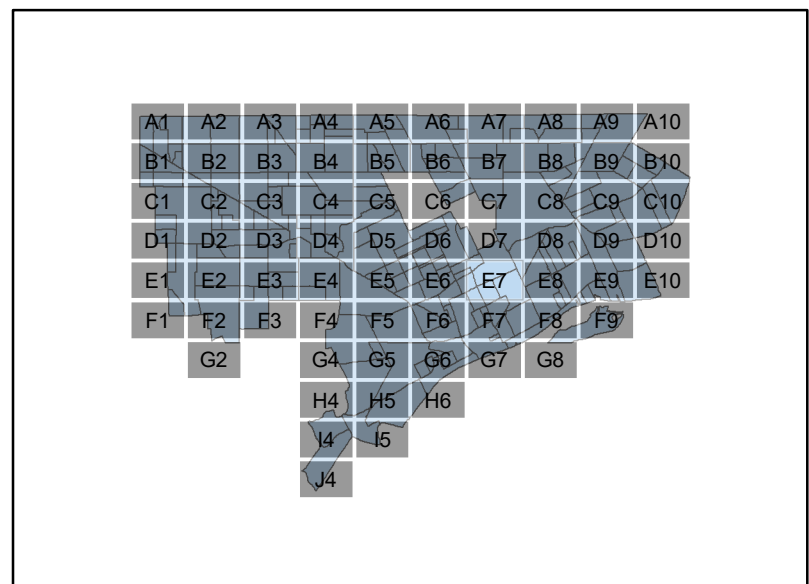 A1 A2 A3 A4 A5 A6 A7 A8 A9 A10
B1 B2 B3 B4 B5 B6 B7 B8 B9 B10
C1 C2 C3 C4 C5 C6 C7 C8 C9 C10
D1 D2 D3 D4 D5 D6 D7 D8 D9 D10
E1 E2 E3 E4 E5 E6 E7 E8 E9 E10
F1 F2 F3 F4 F5 F6 F7 F8 F9
G2 G4 G5 G6 G7 G8
H4 H5 H6
I4 I5
J4